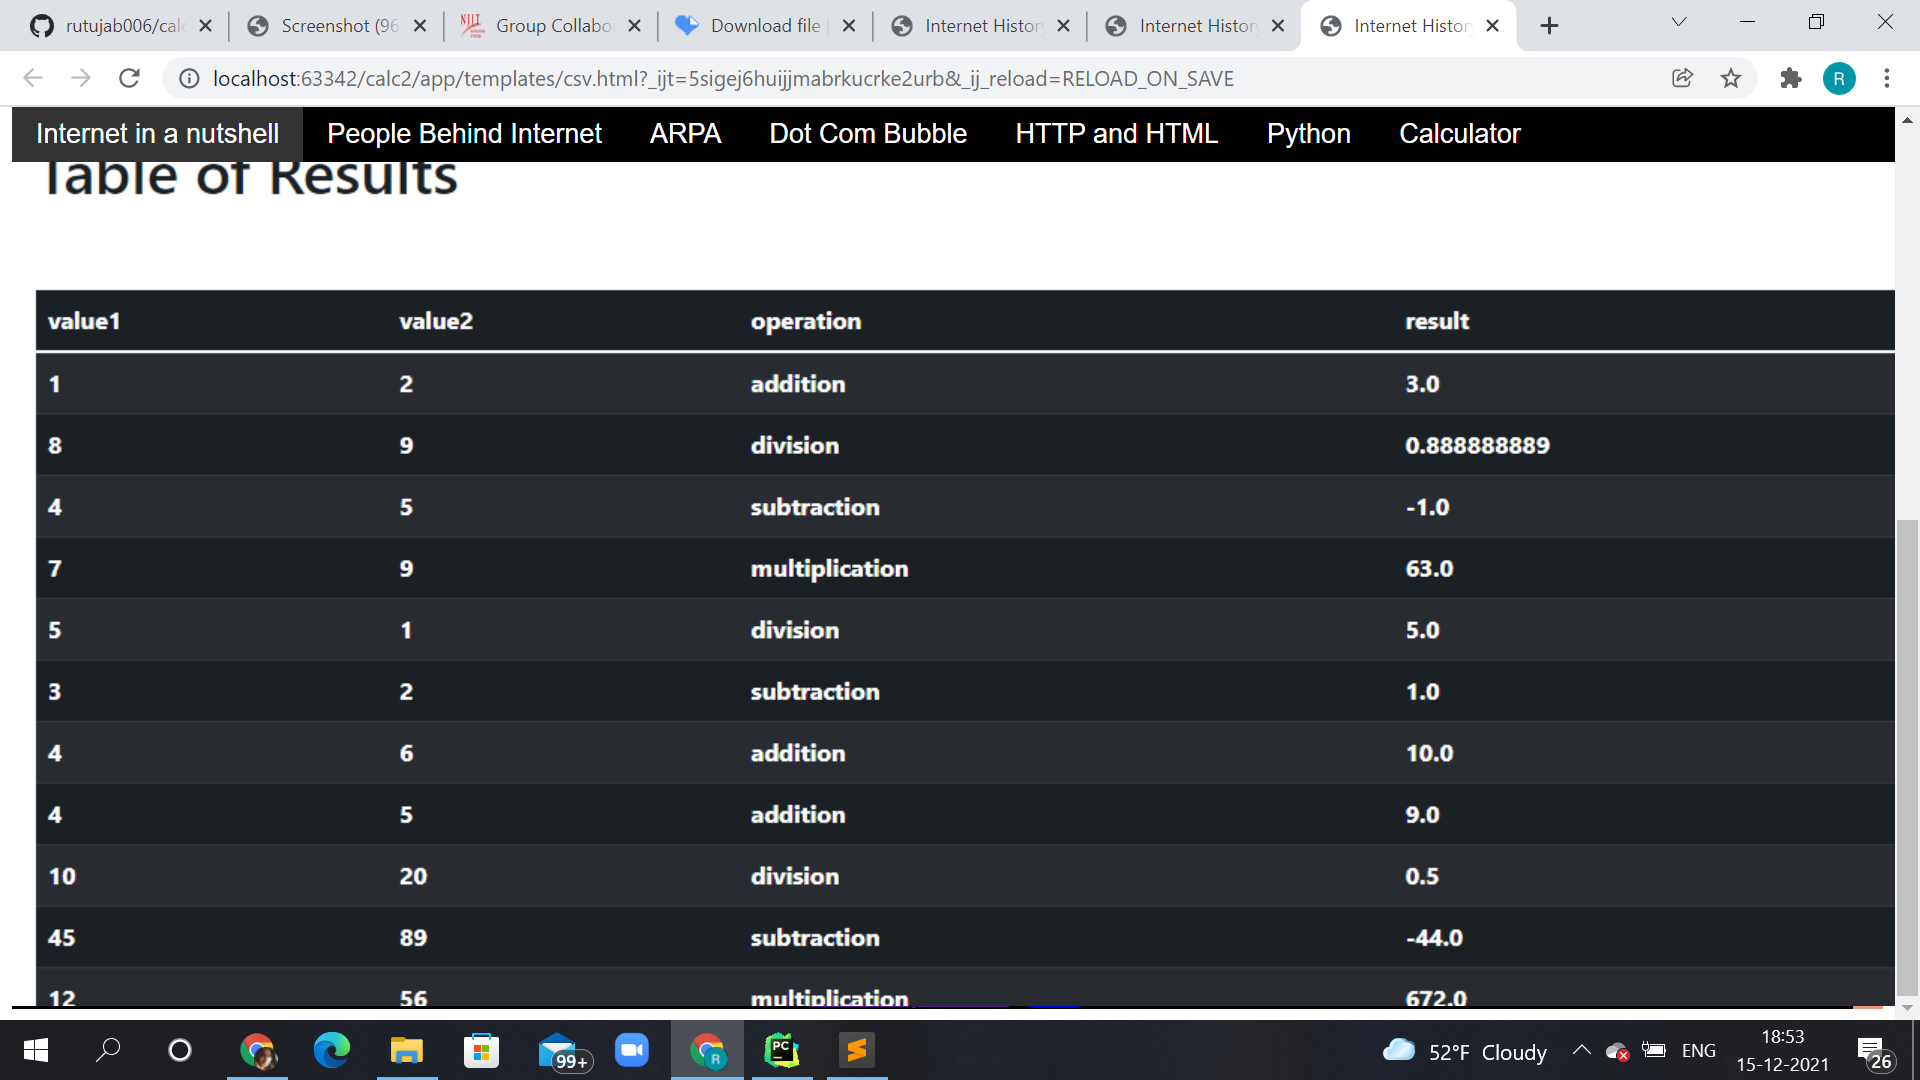 rutujab006/calc Screenshot (96 Group Collabo Download file Internet Histor Internet Histor Internet Histor
localhost:63342/calc2/app/templates/csv.html?_ijt=5sigej6huijjmabrkucrke2urb&_ij_reload=RELOAD_ON_SAVE R
Internet in a nutshell People Behind Internet ARPA Dot Com Bubble HTTP and HTML Python Calculator
Table of Results
value1 value2 operation result
1 2 addition 3.0
8 9 division 0.888888889
4 5 subtraction -1.0
7 9 multiplication 63.0
5 1 division 5.0
3 2 subtraction 1.0
4 6 addition 10.0
4 5 addition 9.0
10 20 division 0.5
45 89 subtraction -44.0
12 56 multiplication 672.0
99+ R PC 52°F Cloudy ENG 18:53
15-12-2021 26